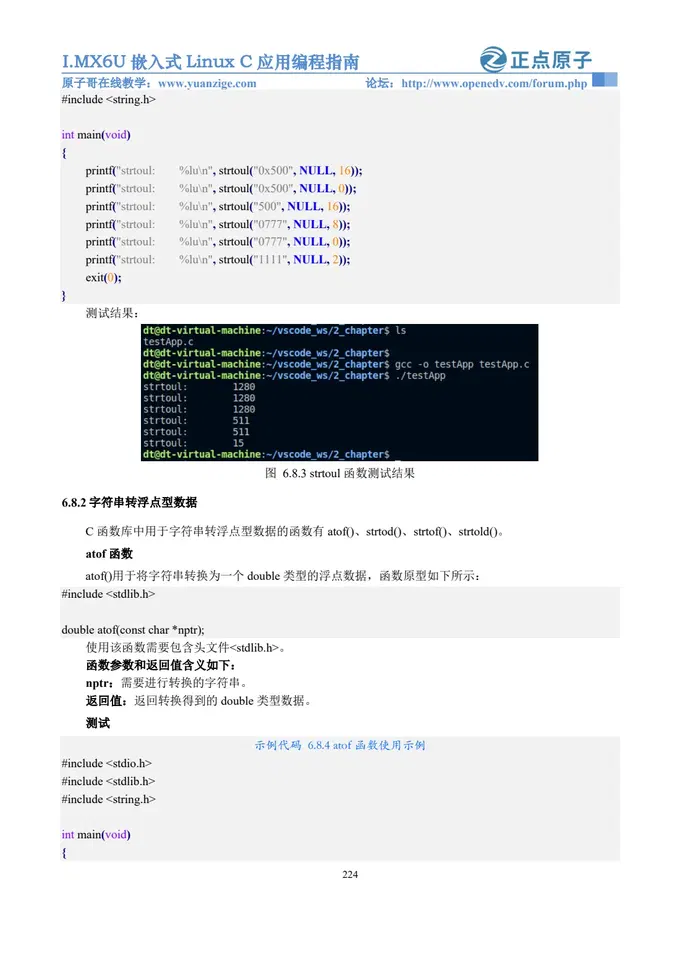 I.MX6U 嵌入式 Linux C 应用编程指南
正点原子
原子哥在线教学：www.yuanzige.com 论坛：http://www.openedv.com/forum.php
#include <string.h>
int main(void)
{
printf("strtoul: %lu\n", strtoul("0x500", NULL, 16));
printf("strtoul: %lu\n", strtoul("0x500", NULL, 0));
printf("strtoul: %lu\n", strtoul("500", NULL, 16));
printf("strtoul: %lu\n", strtoul("0777", NULL, 8));
printf("strtoul: %lu\n", strtoul("0777", NULL, 0));
printf("strtoul: %lu\n", strtoul("1111", NULL, 2));
exit(0);
}
测试结果：
dt@dt-virtual-machine:~/vscode_ws/2_chapter$ ls
testApp.c
dt@dt-virtual-machine:~/vscode_ws/2_chapter$
dt@dt-virtual-machine:~/vscode_ws/2_chapter$ gcc -o testApp testApp.c
dt@dt-virtual-machine:~/vscode_ws/2_chapter$ ./testApp
strtoul: 1280
strtoul: 1280
strtoul: 1280
strtoul: 511
strtoul: 511
strtoul: 15
dt@dt-virtual-machine:~/vscode_ws/2_chapter$ _
图 6.8.3 strtoul 函数测试结果
6.8.2 字符串转浮点型数据
C 函数库中用于字符串转浮点型数据的函数有 atof()、strtod()、strtof()、strtold()。
atof 函数
atof()用于将字符串转换为一个 double 类型的浮点数据，函数原型如下所示：
#include <stdlib.h>
double atof(const char *nptr);
使用该函数需要包含头文件<stdlib.h>。
函数参数和返回值含义如下：
nptr：需要进行转换的字符串。
返回值：返回转换得到的 double 类型数据。
测试
示例代码 6.8.4 atof 函数使用示例
#include <stdio.h>
#include <stdlib.h>
#include <string.h>
int main(void)
{
224